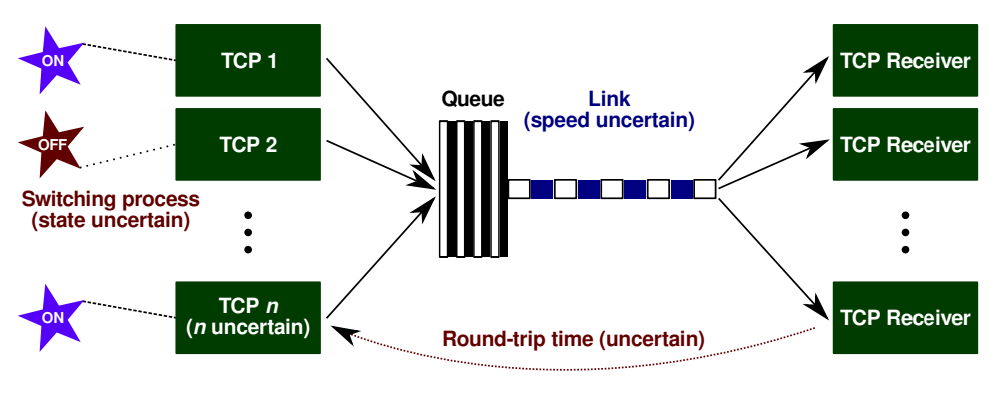 ON
TCP 1
TCP Receiver
Queue
Link
(speed uncertain)
OFF
TCP 2
TCP Receiver
Switching process
(state uncertain)
ON
TCP n
(n uncertain)
TCP Receiver
Round-trip time (uncertain)